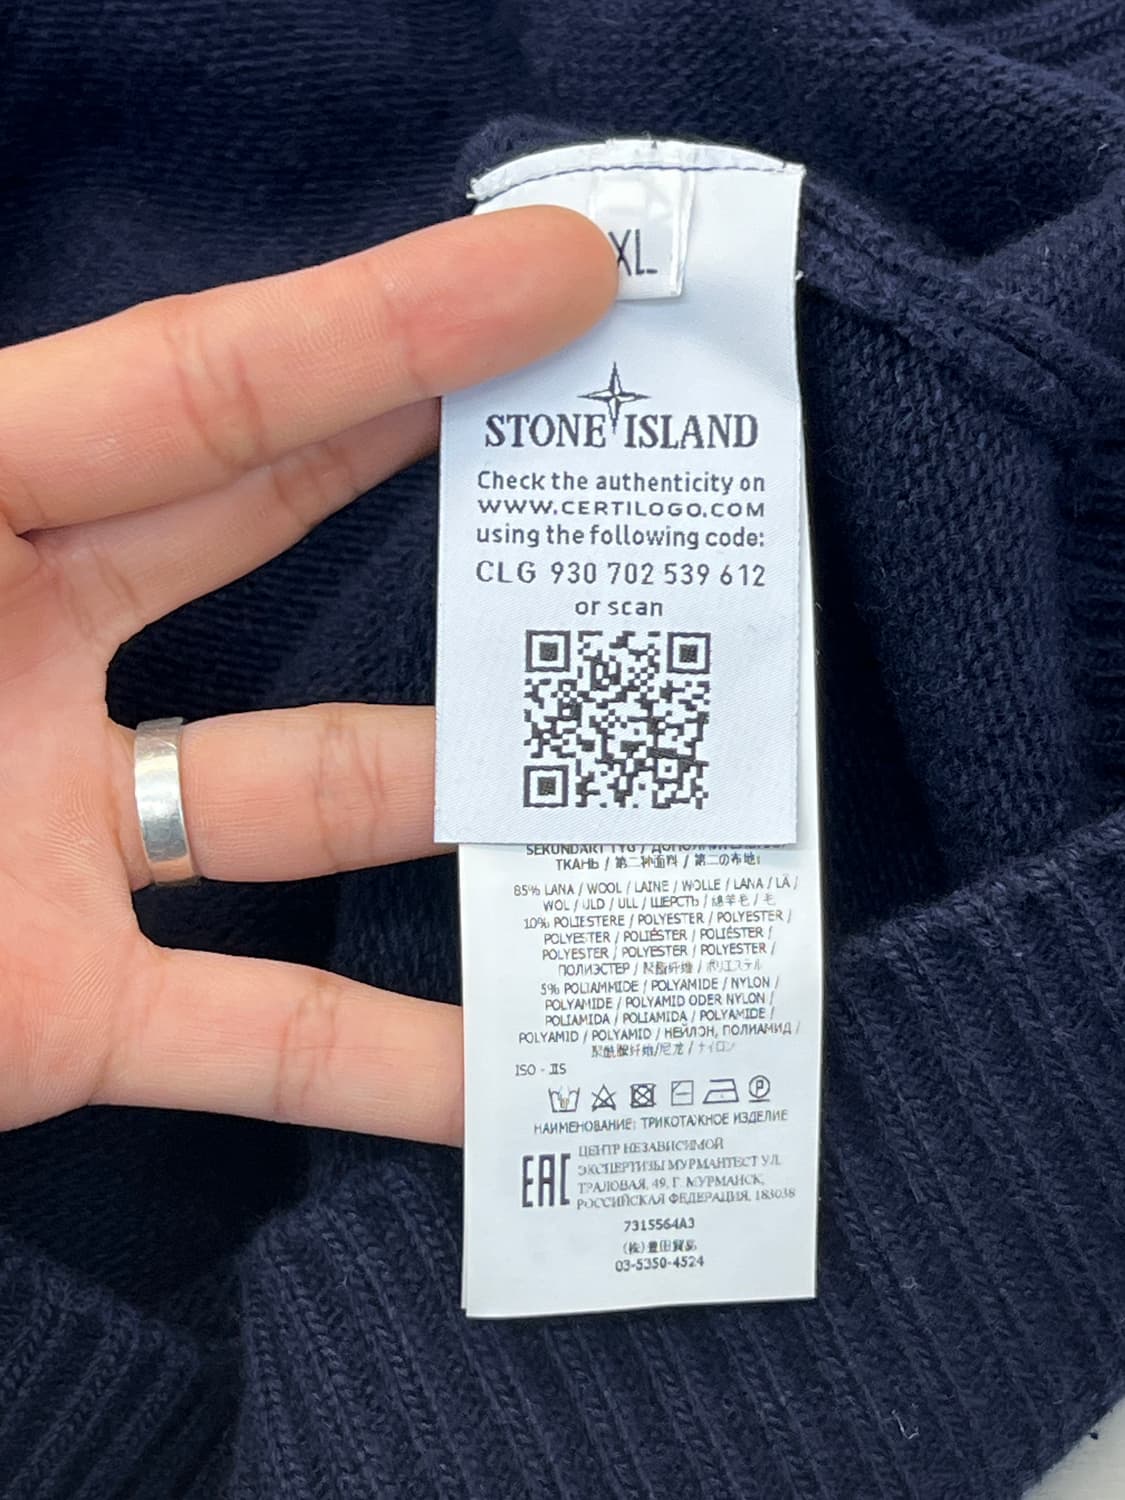 XL
STONE ISLAND
Check the authenticity on
WWW.CERTILOGO.COM
using the following code:
CLG 930 702 539 612
or scan
ТКАНЬ / 第二种面料 / 第二の布地:
85% LANA / WOOL / LAINE / WOLLE / LANA / LÃ /
WOL / ULD / ULL / ШЕРСТЬ / 绵羊毛 / 毛
10% POLIESTERE / POLYESTER / POLYESTER /
POLYESTER / POLIÉSTER / POLIÉSTER /
POLYESTER / POLYESTER / POLYESTER /
ПОЛИЭСТЕР / 聚酯纤维 / ポリエステル
5% POLIAMMIDE / POLYAMIDE / NYLON /
POLYAMIDE / POLYAMID ODER NYLON /
POLIAMIDA / POLIAMIDA / POLYAMIDE /
POLYAMID / POLYAMID / НЕЙЛОН, ПОЛИАМИД /
聚酰胺纤维/尼龙 / ナイロン
ISO - JIS
НАИМЕНОВАНИЕ: ТРИКОТАЖНОЕ ИЗДЕЛИЕ
EAC
ЦЕНТР НЕЗАВИСИМОЙ
ЭКСПЕРТИЗЫ МУРМАНТЕСТ УЛ.
ТРАЛОВАЯ, 49, Г. МУРМАНСК,
РОССИЙСКАЯ ФЕДЕРАЦИЯ, 183038
7315564A3
(株)豊田貿易
03-5350-4524